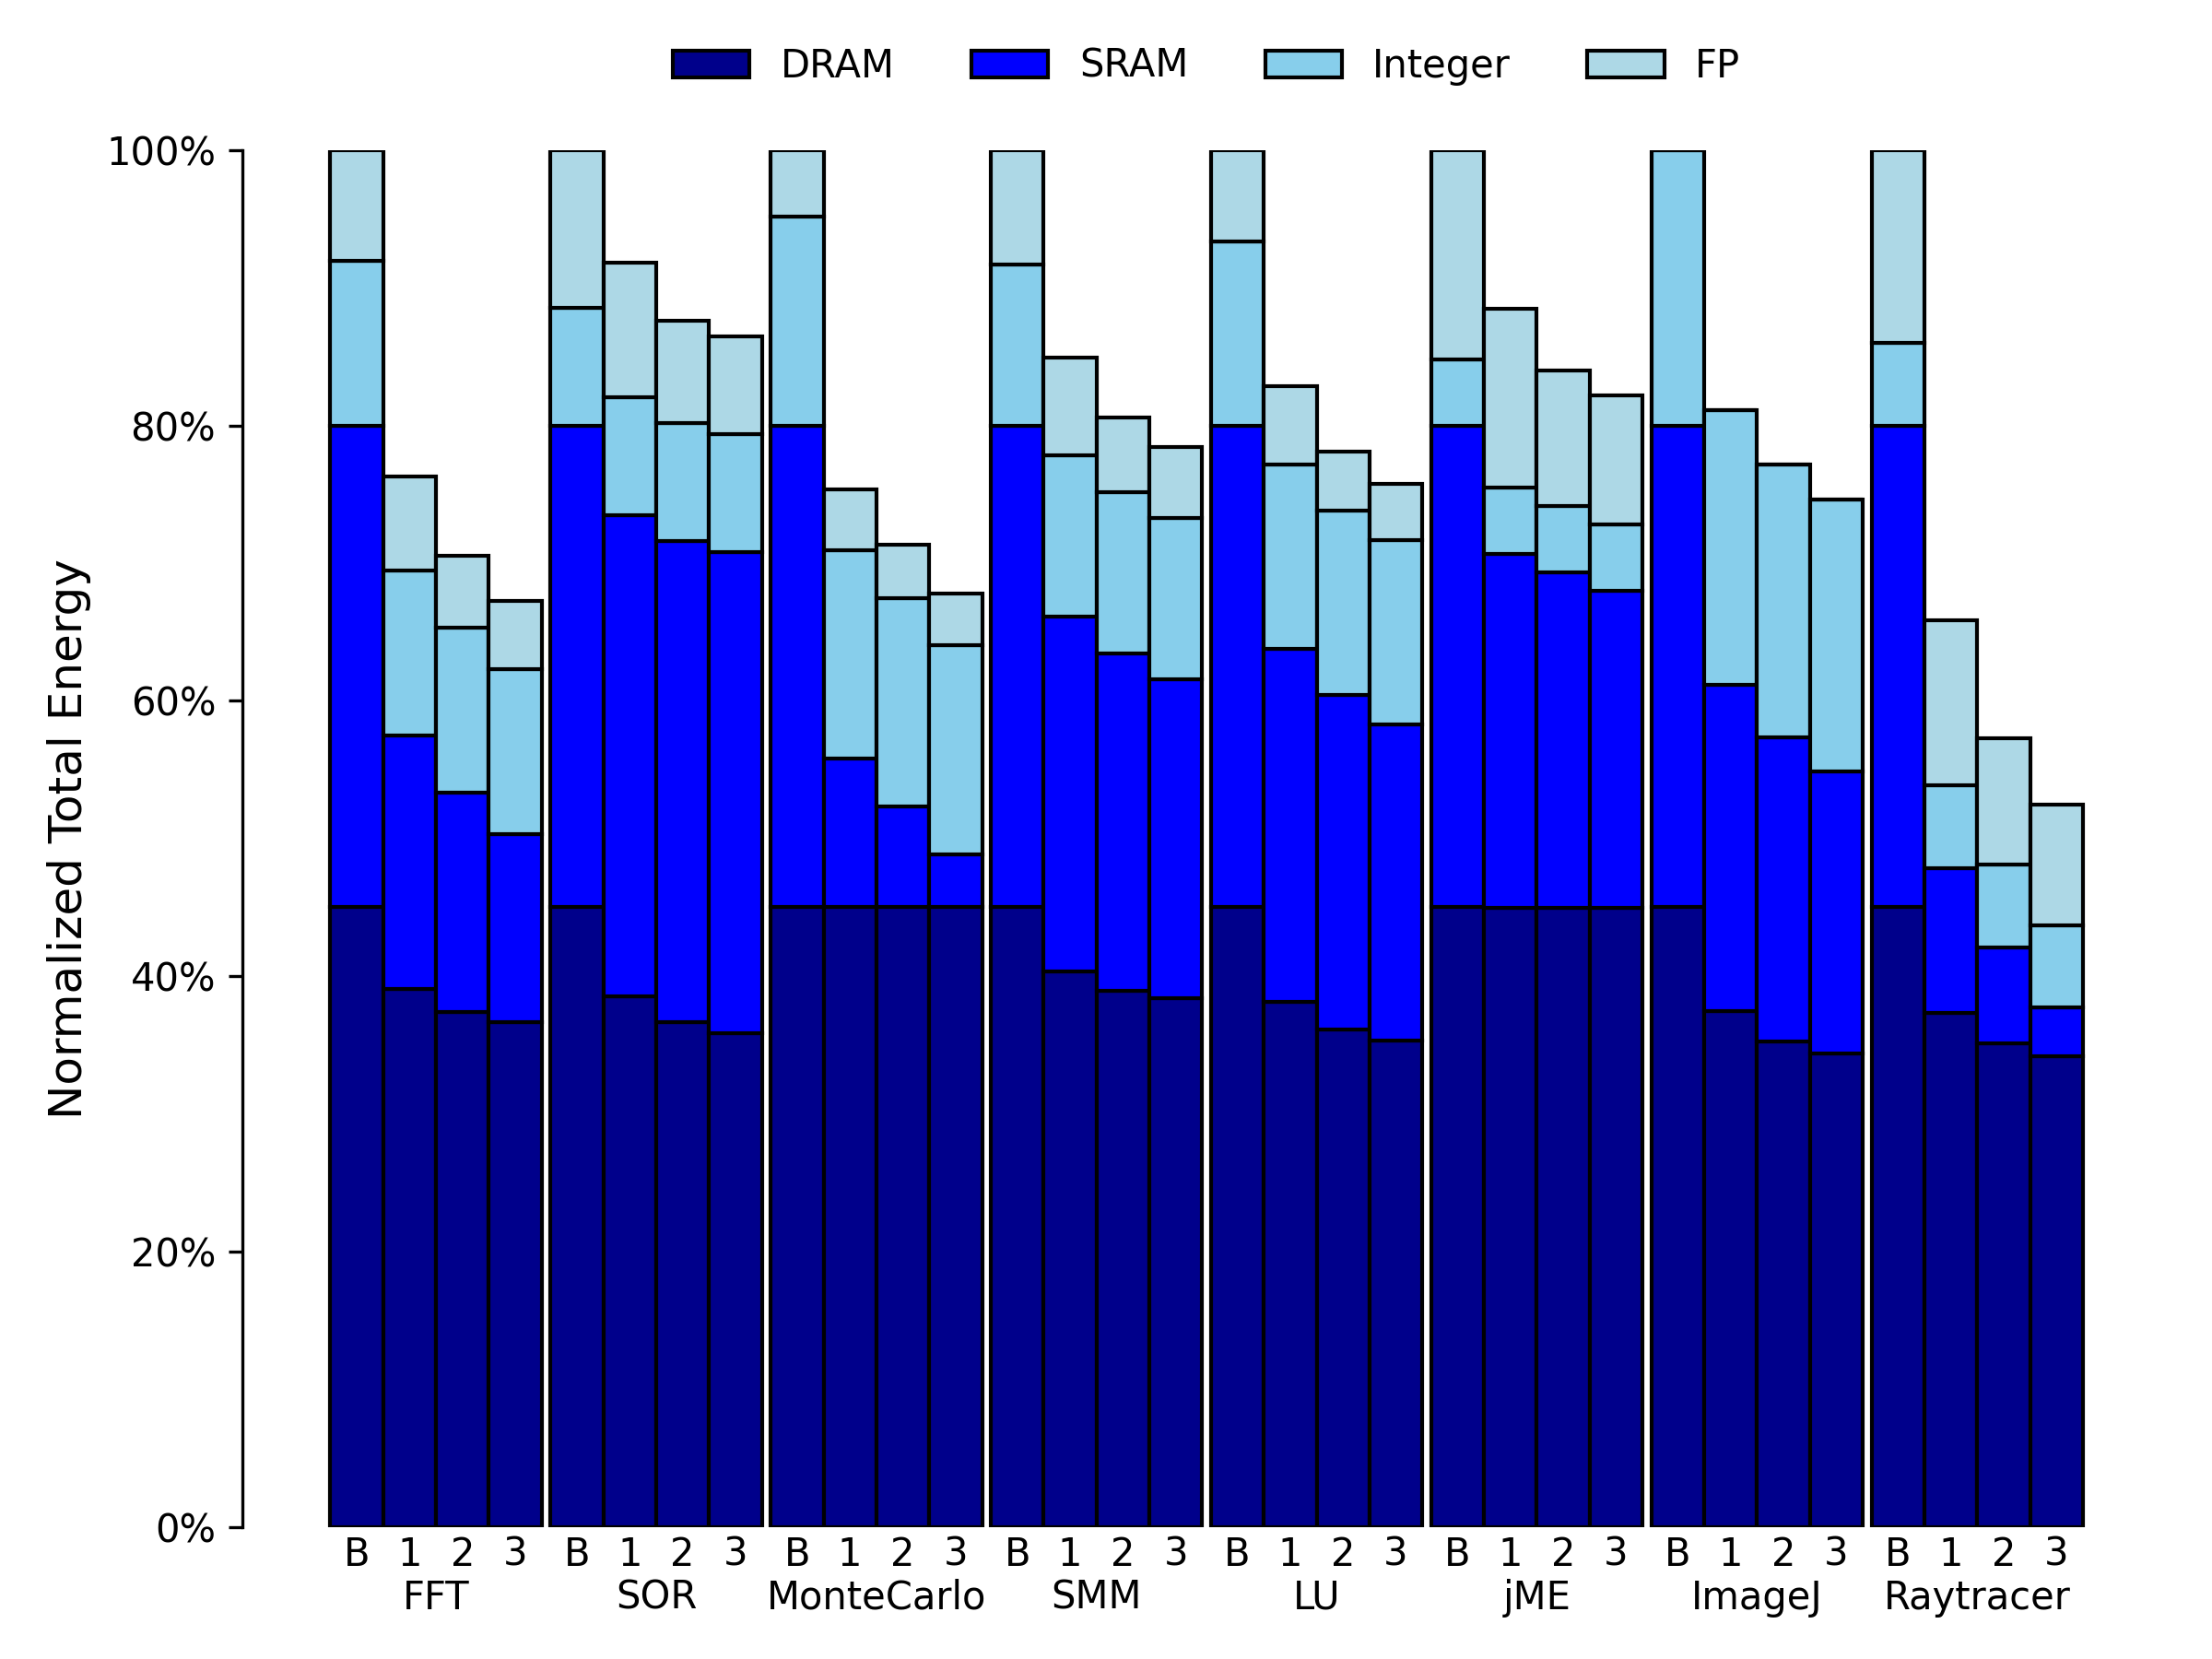 DRAM SRAM Integer FP
100%
80%
60%
40%
20%
0%
Normalized Total Energy
B 1 2 3 B 1 2 3 B 1 2 3 B 1 2 3 B 1 2 3 B 1 2 3 B 1 2 3 B 1 2 3
FFT SOR MonteCarlo SMM LU jME ImageJ Raytracer